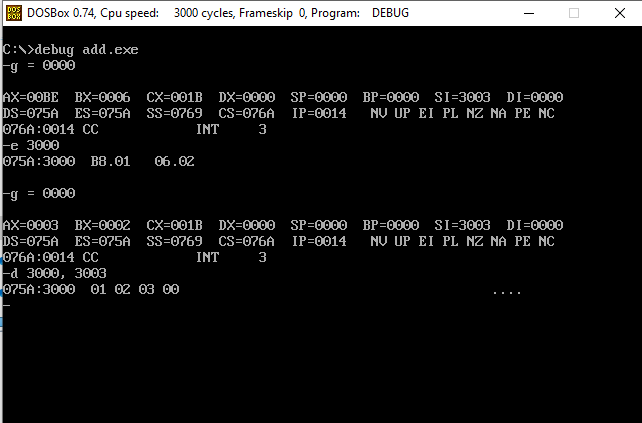 DOS
BOX
DOSBox 0.74, Cpu speed: 3000 cycles, Frameskip 0, Program: DEBUG
C:\>debug add.exe
-g = 0000
AX=00BE BX=0006 CX=001B DX=0000 SP=0000 BP=0000 SI=3003 DI=0000
DS=075A ES=075A SS=0769 CS=076A IP=0014 NV UP EI PL NZ NA PE NC
076A:0014 CC INT 3
-e 3000
075A:3000 B8.01 06.02
-g = 0000
AX=0003 BX=0002 CX=001B DX=0000 SP=0000 BP=0000 SI=3003 DI=0000
DS=075A ES=075A SS=0769 CS=076A IP=0014 NV UP EI PL NZ NA PE NC
076A:0014 CC INT 3
-d 3000, 3003
075A:3000 01 02 03 00 ....
-